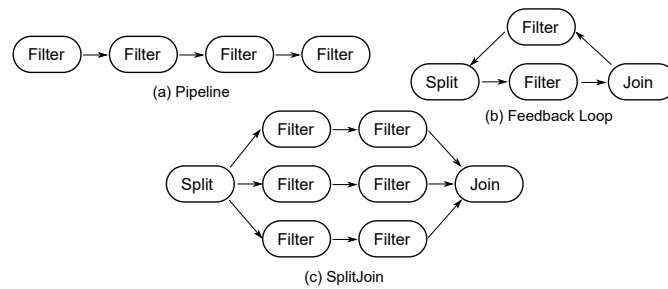 Filter Filter Filter Filter
(a) Pipeline
Filter
Split Filter Join
(b) Feedback Loop
Filter Filter
Split Filter Filter Join
Filter Filter
(c) SplitJoin